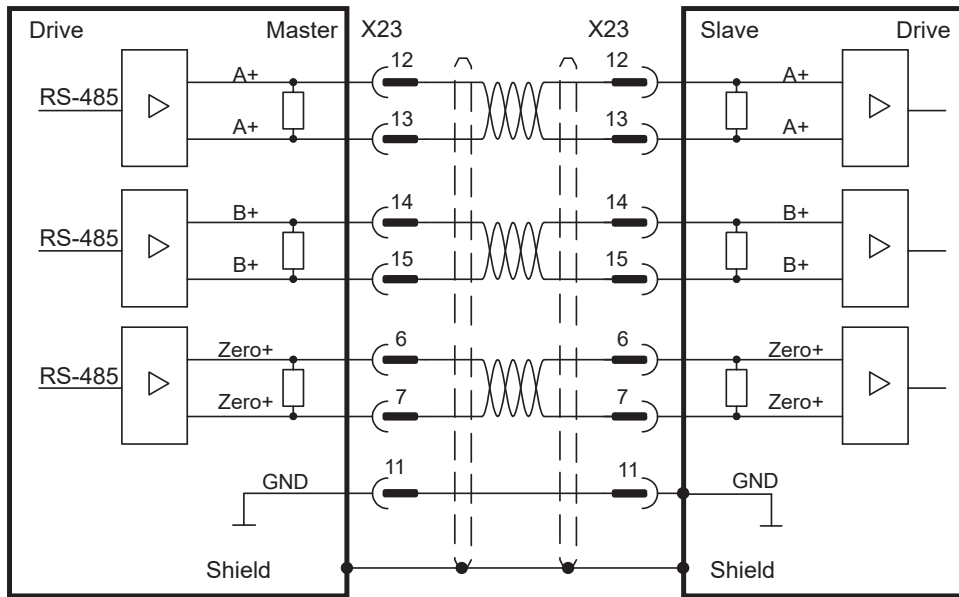 Drive Master X23 X23 Slave Drive
12 12
A+ A+
RS-485
13 13
A+ A+
14 14
B+ B+
RS-485
15 15
B+ B+
6 6
Zero+ Zero+
RS-485
7 7
Zero+ Zero+
11 11
GND GND
Shield Shield